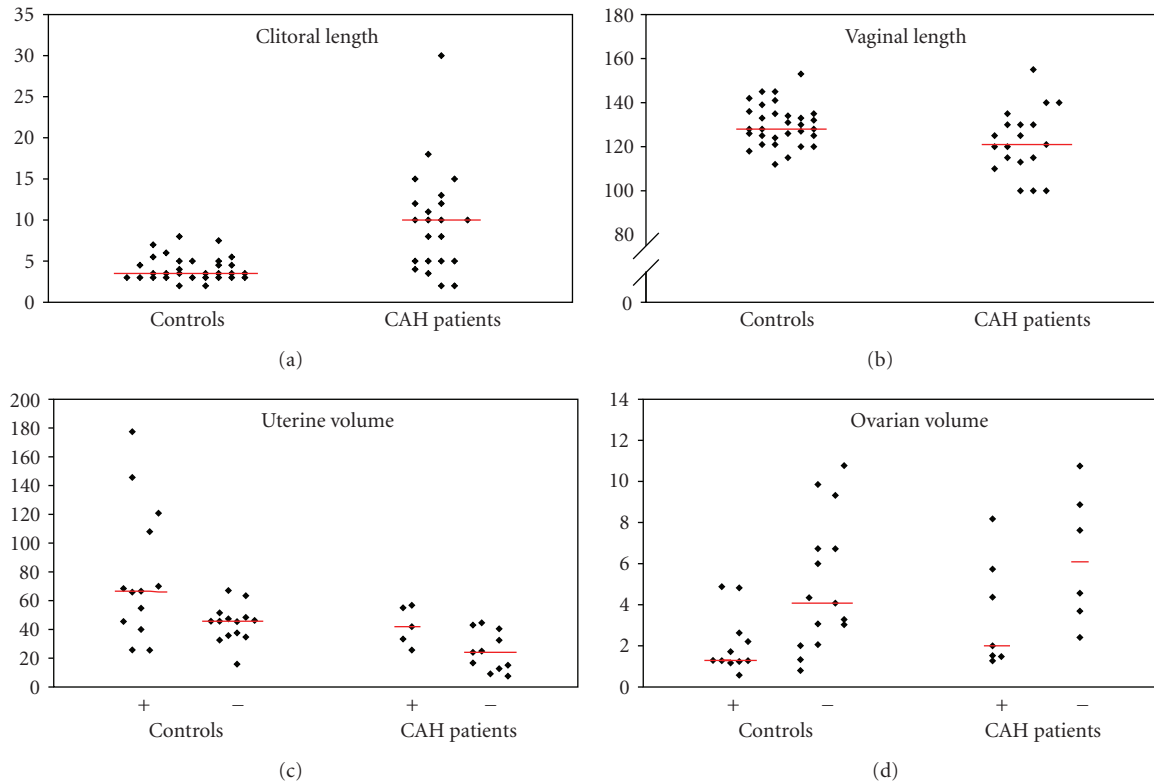 Clitoral length
35
30
25
20
15
10
5
0
Controls
CAH patients
(a)
Vaginal length
180
160
140
120
100
80
0
Controls
CAH patients
(b)
Uterine volume
200
180
160
140
120
100
80
60
40
20
0
+
−
+
−
Controls
CAH patients
(c)
Ovarian volume
14
12
10
8
6
4
2
0
+
−
+
−
Controls
CAH patients
(d)